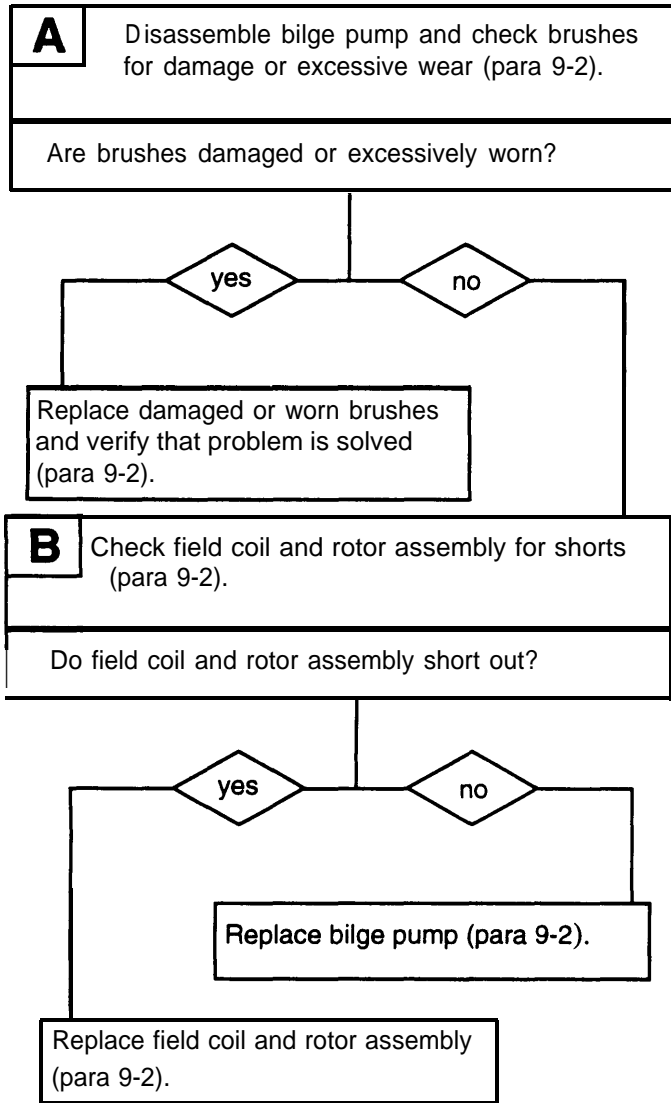 A
Disassemble bilge pump and check brushes
for damage or excessive wear (para 9-2).
Are brushes damaged or excessively worn?
yes
no
Replace damaged or worn brushes
and verify that problem is solved
(para 9-2).
B
Check field coil and rotor assembly for shorts
(para 9-2).
Do field coil and rotor assembly short out?
yes
no
Replace bilge pump (para 9-2).
Replace field coil and rotor assembly
(para 9-2).